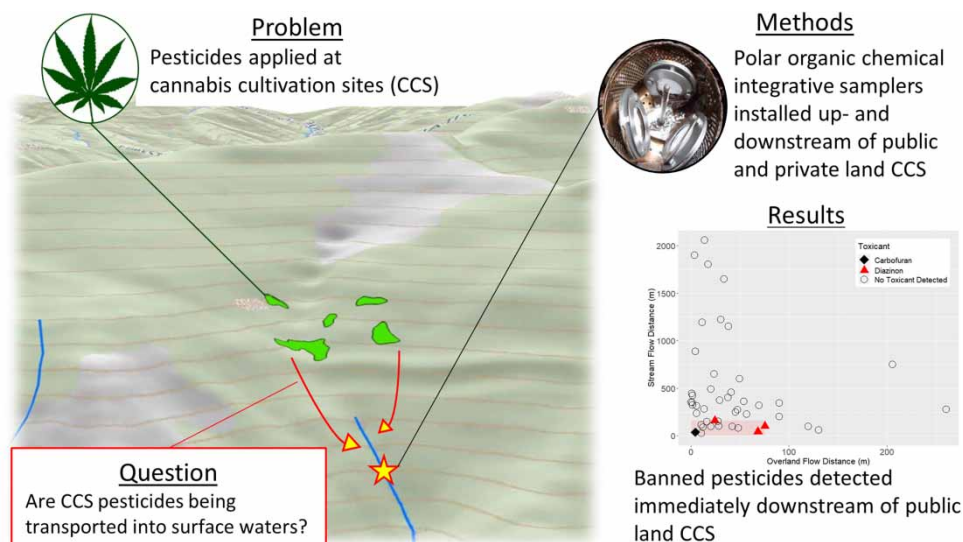 Problem
Pesticides applied at
cannabis cultivation sites (CCS)
Methods
Polar organic chemical
integrative samplers
installed up- and
downstream of public
and private land CCS
Question
Are CCS pesticides being
transported into surface waters?
Results
Toxicant
Carbofuran
Diazinon
No Toxicant Detected
Stream Flow Distance (m)
2000
1500
1000
500
0
0
100
200
Overland Flow Distance (m)
Banned pesticides detected
immediately downstream of public
land CCS